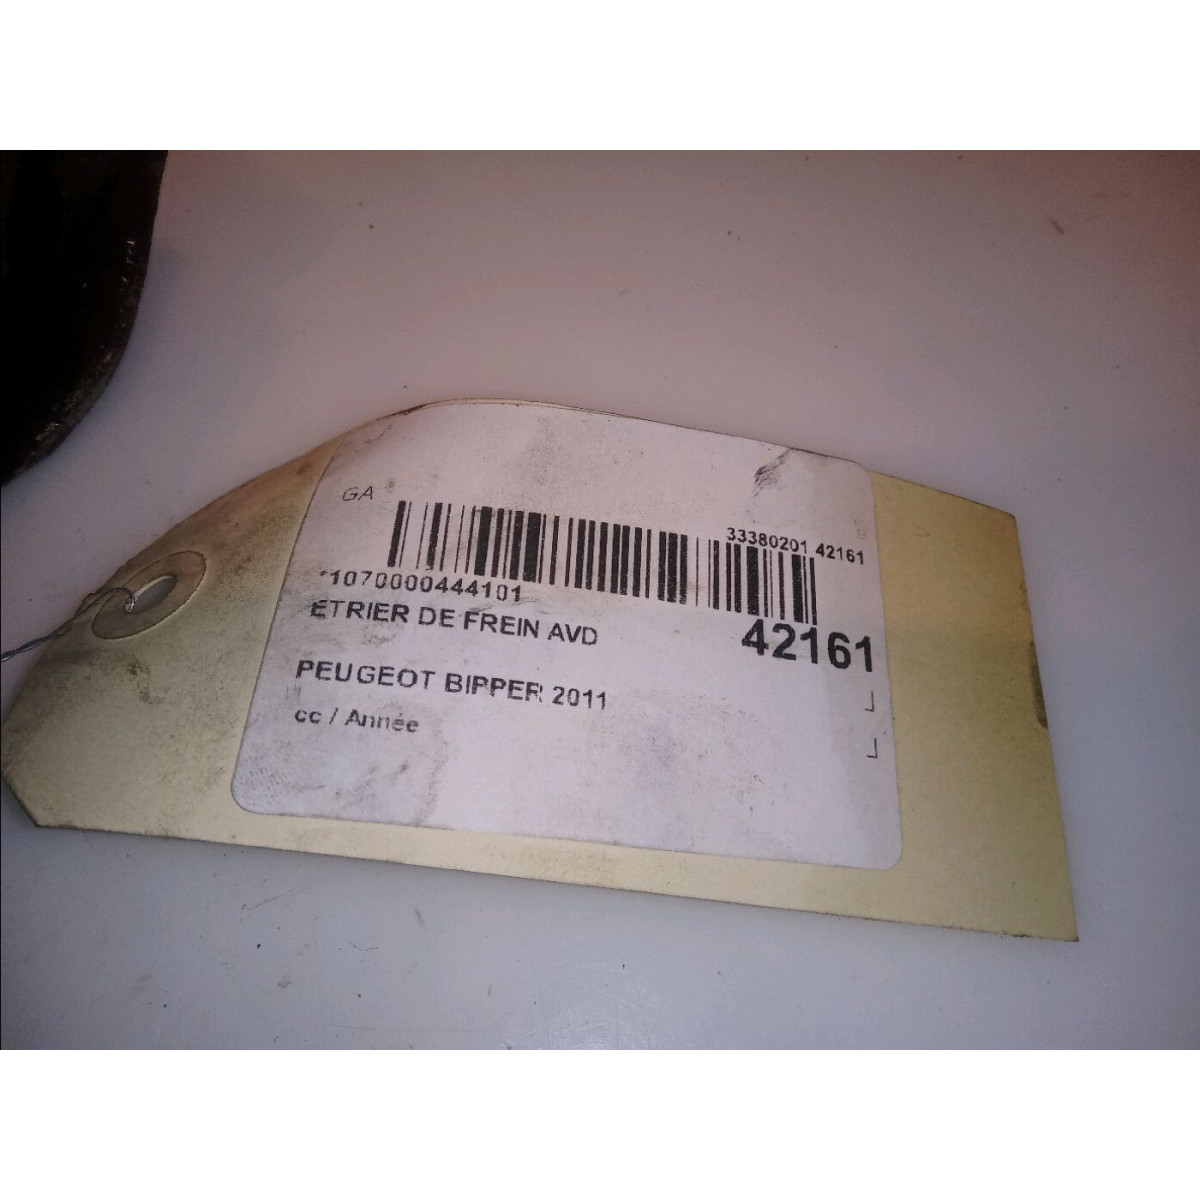 GA
33380201 42161
*1070000444101
ETRIER DE FREIN AVD
42161
PEUGEOT BIPPER 2011
cc / Année